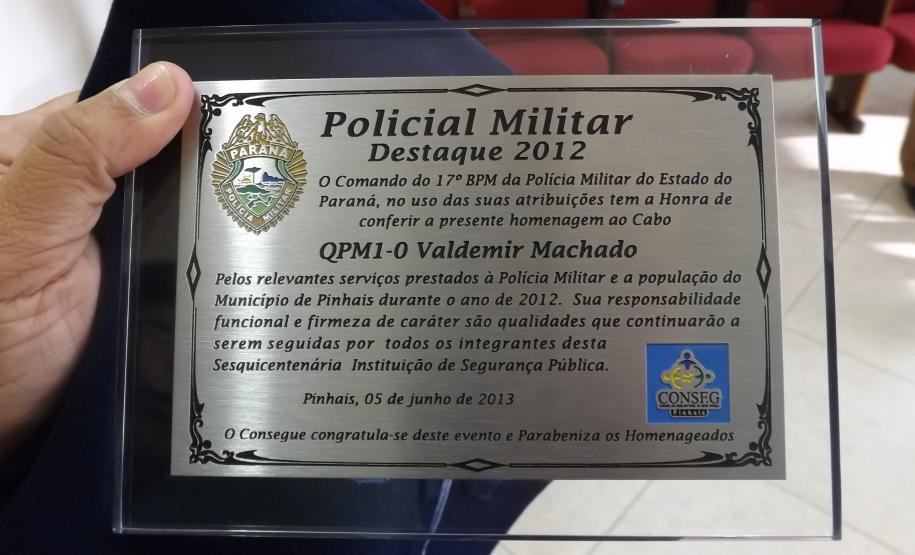 Policial Militar
Destaque 2012
PARANÁ
POLÍCIA MILITAR
O Comando do 17º BPM da Polícia Militar do Estado do
Paraná, no uso das suas atribuições tem a Honra de
conferir a presente homenagem ao Cabo
QPM1-0 Valdemir Machado
Pelos relevantes serviços prestados à Polícia Militar e a população do
Município de Pinhais durante o ano de 2012. Sua responsabilidade
funcional e firmeza de caráter são qualidades que continuarão a
serem seguidas por todos os integrantes desta
Sesquicentenária Instituição de Segurança Pública.
CONSEG
Pinhais
Pinhais, 05 de junho de 2013
O Consegue congratula-se deste evento e Parabeniza os Homenageados